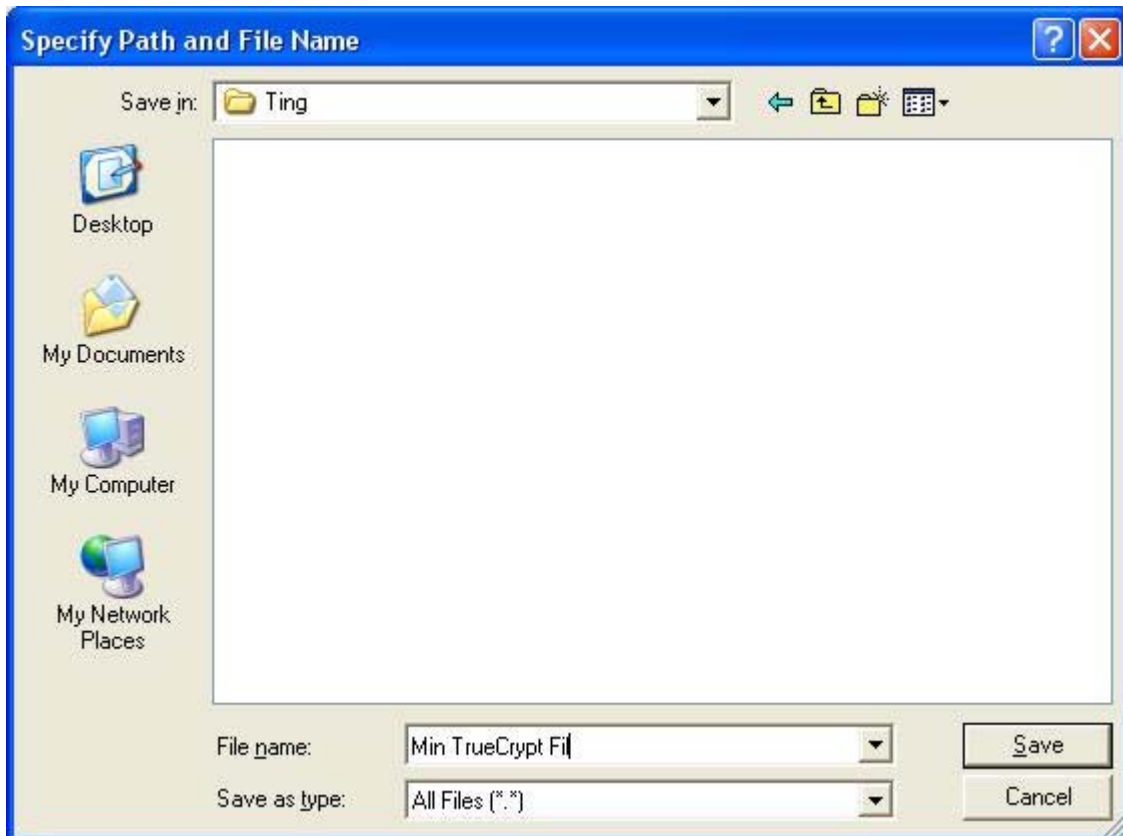 Specify Path and File Name
Save in:
Ting
Desktop
My Documents
My Computer
My Network
Places
File name:
Min TrueCrypt Fil
Save
Save as type:
All Files (*.*)
Cancel